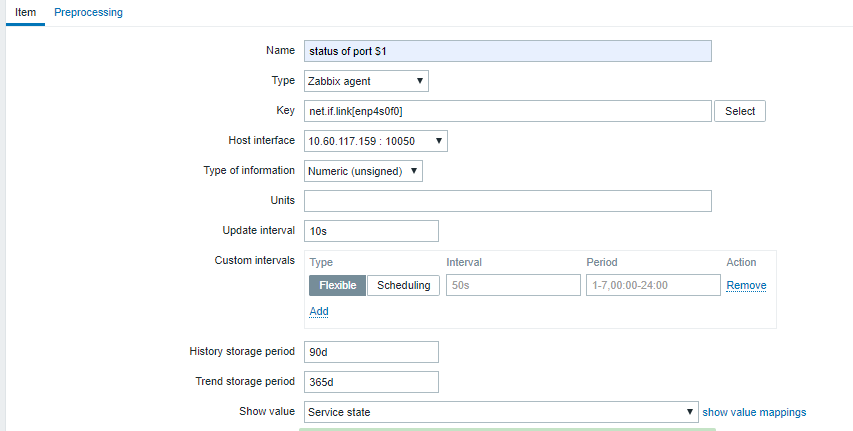 Item Preprocessing
Name status of port $1
Type Zabbix agent
Key net.if.link[enp4s0f0] Select
Host interface 10.60.117.159 : 10050
Type of information Numeric (unsigned)
Units
Update interval 10s
Custom intervals Type Interval Period Action
Flexible Scheduling 50s 1-7,00:00-24:00 Remove
Add
History storage period 90d
Trend storage period 365d
Show value Service state show value mappings